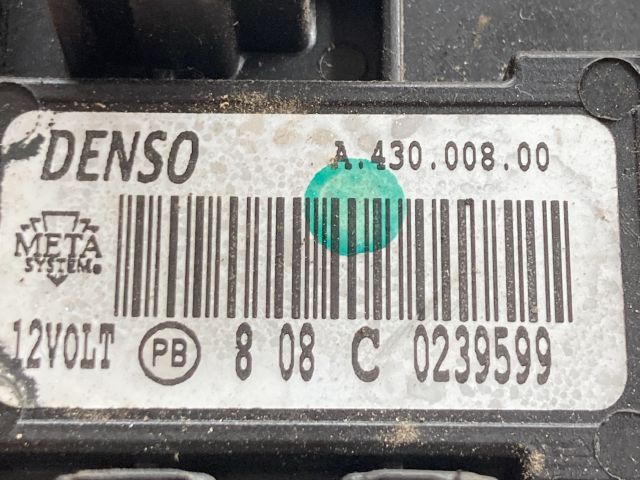 DENSO A.430.008.00
META
SYSTEM®
12VOLT PB 8 08 C 0239599